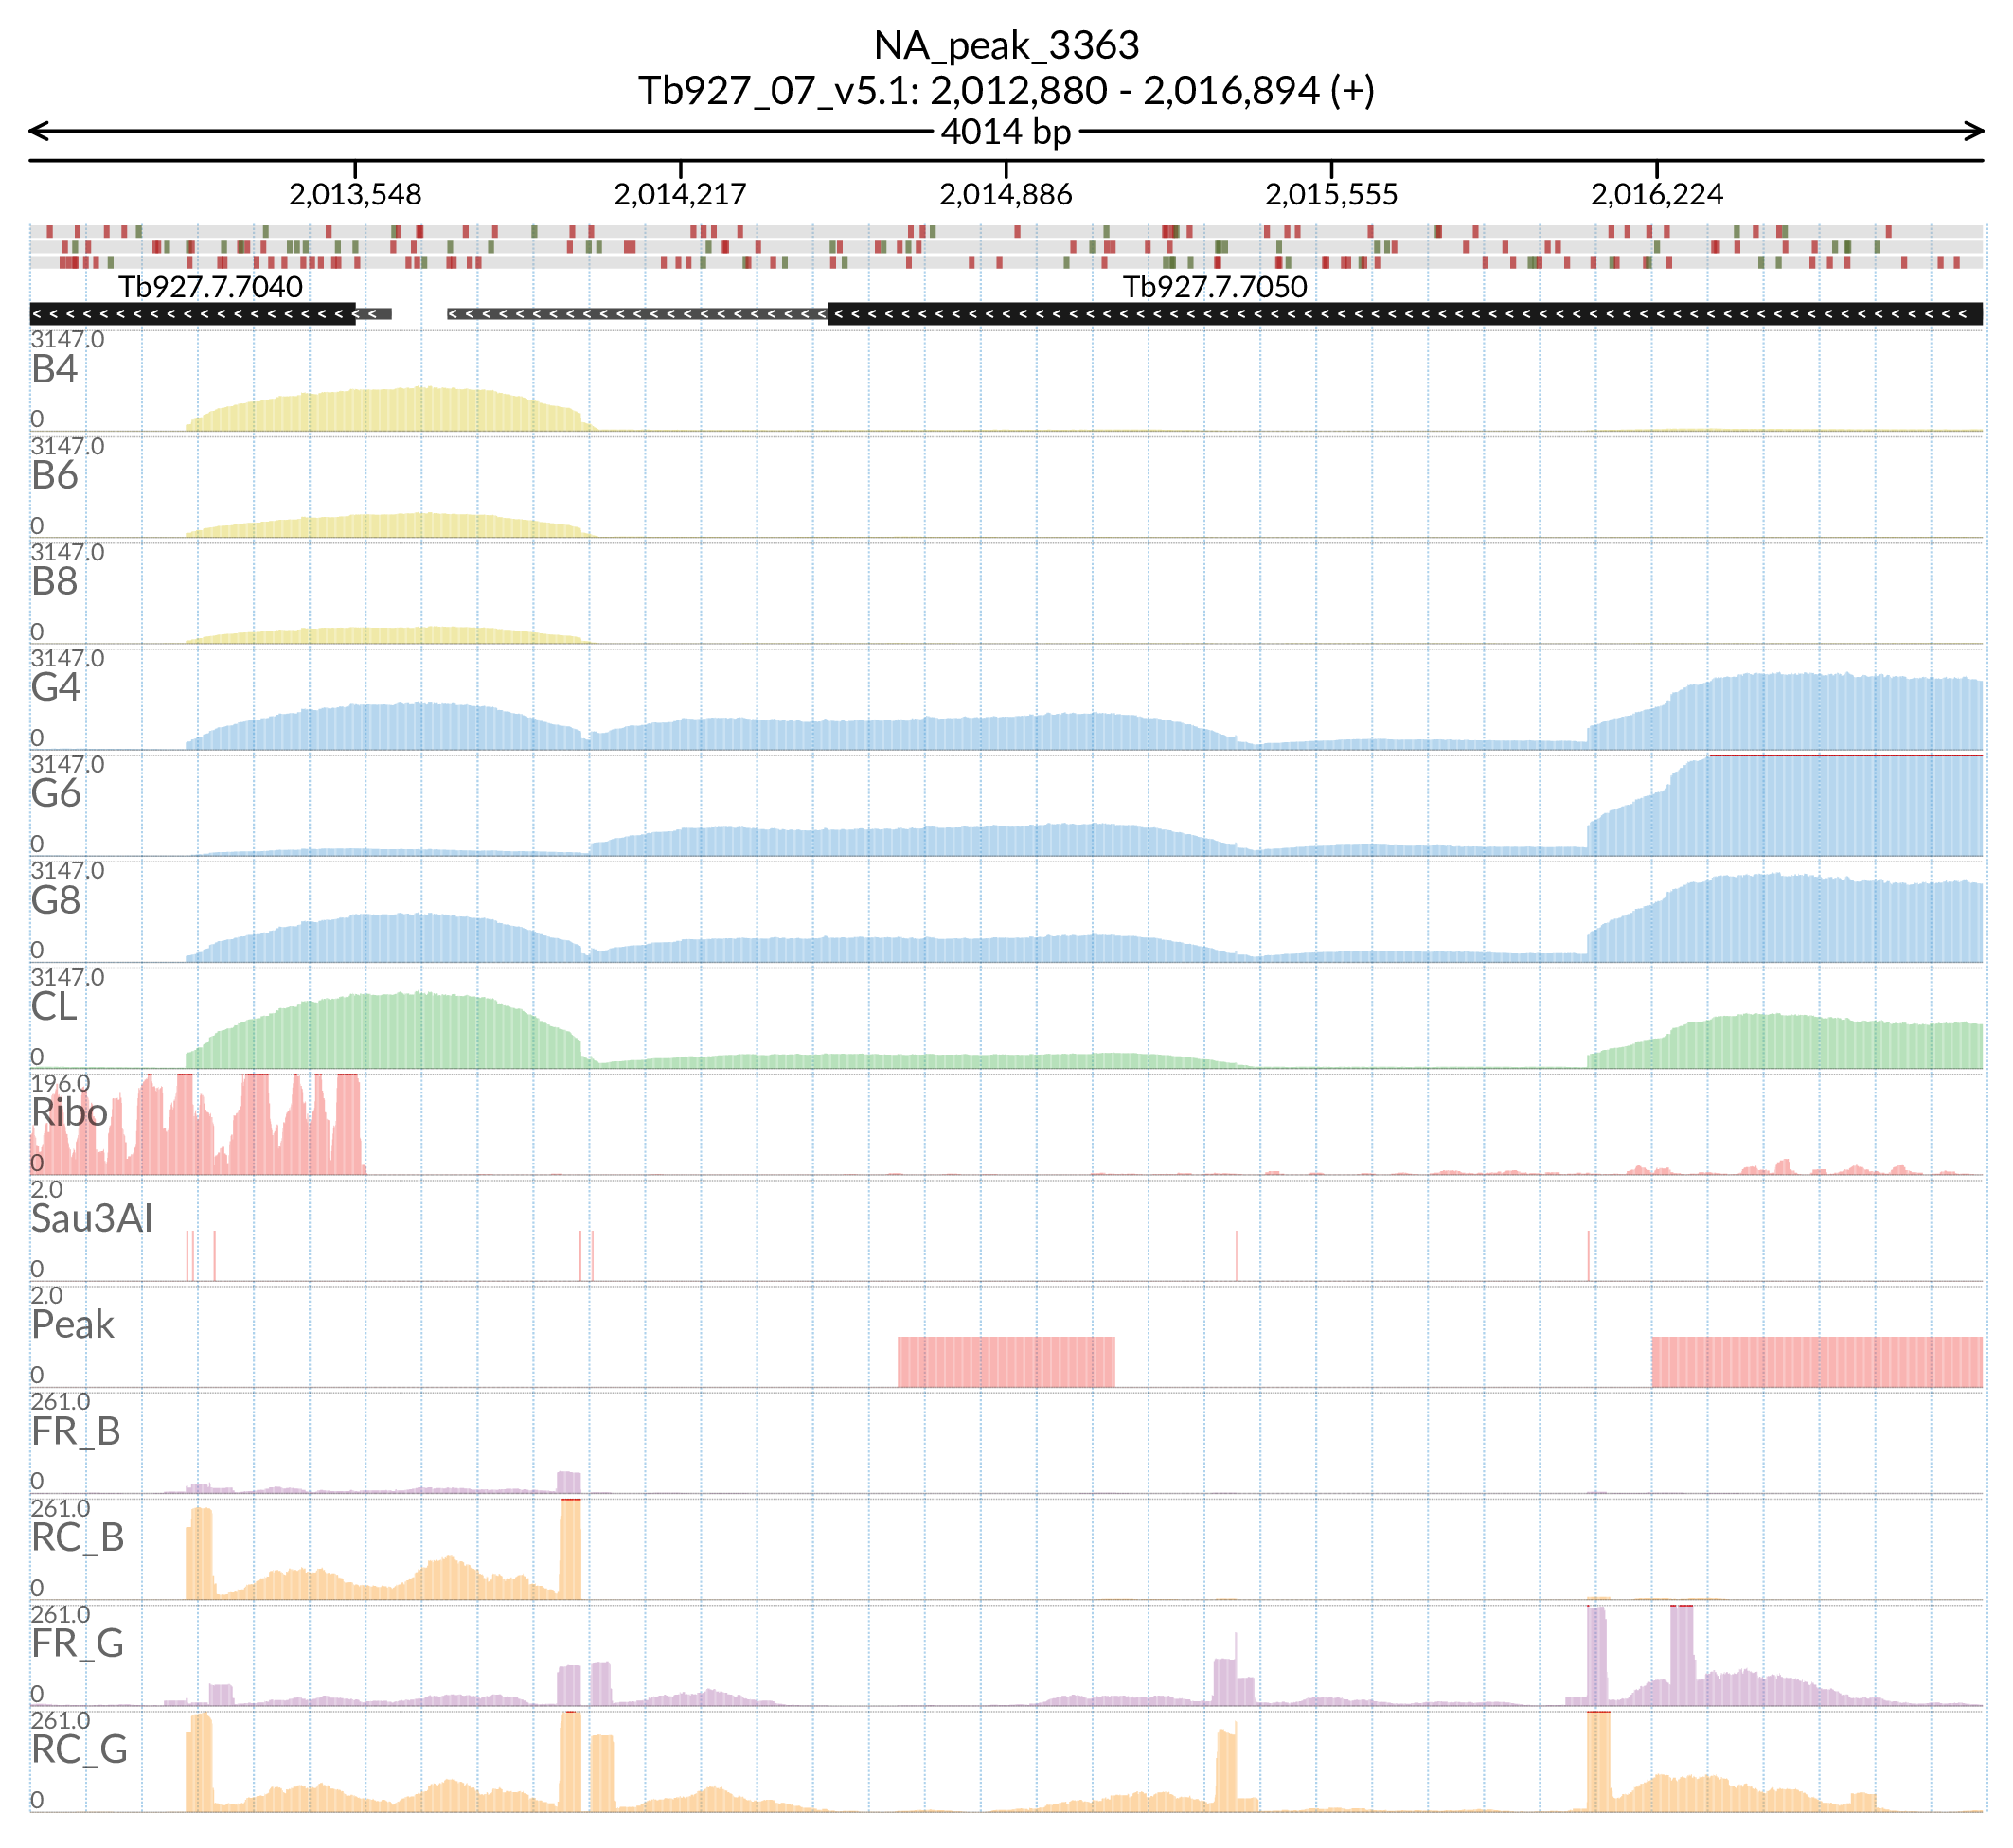 NA_peak_3363
Tb927_07_v5.1: 2,012,880 - 2,016,894 (+)
4014 bp
2,013,548 2,014,217 2,014,886 2,015,555 2,016,224
Tb927.7.7040 Tb927.7.7050
3147.0
B4
0
3147.0
B6
0
3147.0
B8
0
3147.0
G4
0
3147.0
G6
0
3147.0
G8
0
3147.0
CL
0
196.0
Ribo
0
2.0
Sau3AI
0
2.0
Peak
0
261.0
FR_B
0
261.0
RC_B
0
261.0
FR_G
0
261.0
RC_G
0